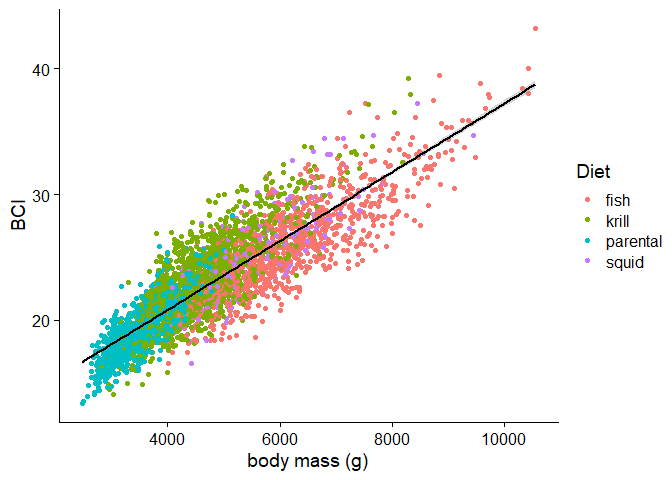 40
30
20
BCI
4000 6000 8000 10000
body mass (g)
Diet
fish
krill
parental
squid